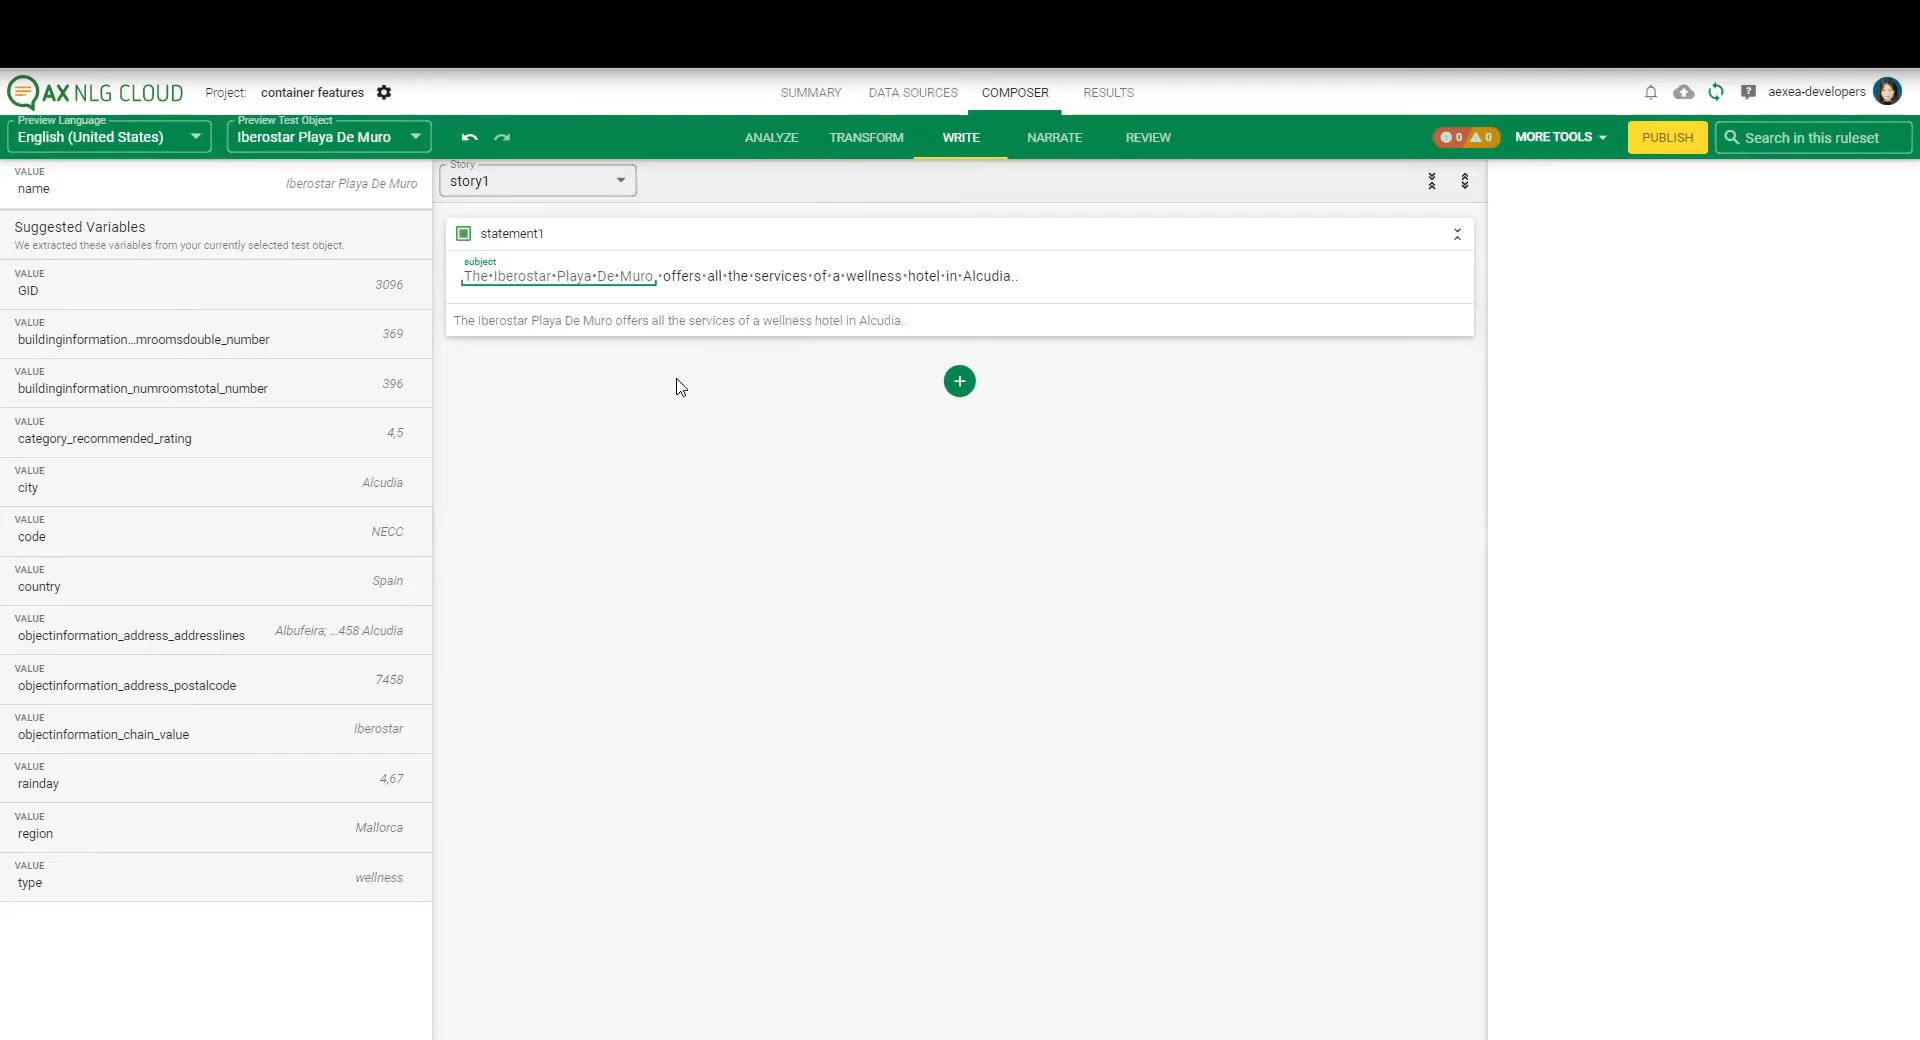 AX NLG CLOUD Project: container features SUMMARY DATA SOURCES COMPOSER RESULTS aexea-developers
Preview Language Preview Test Object
English (United States) Iberostar Playa De Muro ANALYZE TRANSFORM WRITE NARRATE REVIEW 0 0 MORE TOOLS PUBLISH Search in this ruleset
VALUE
name Iberostar Playa De Muro
Story
story1
Suggested Variables
We extracted these variables from your currently selected test object.
statement1
subject
The•Iberostar•Playa•De•Muro,•offers•all•the•services•of•a•wellness•hotel•in•Alcudia..
The Iberostar Playa De Muro offers all the services of a wellness hotel in Alcudia..
VALUE
GID 3096
VALUE
buildinginformation...mroomsdouble_number 369
VALUE
buildinginformation_numroomstotal_number 396
VALUE
category_recommended_rating 4,5
VALUE
city Alcudia
VALUE
code NECC
VALUE
country Spain
VALUE
objectinformation_address_addresslines Albufeira; ...458 Alcudia
VALUE
objectinformation_address_postalcode 7458
VALUE
objectinformation_chain_value Iberostar
VALUE
rainday 4,67
VALUE
region Mallorca
VALUE
type wellness